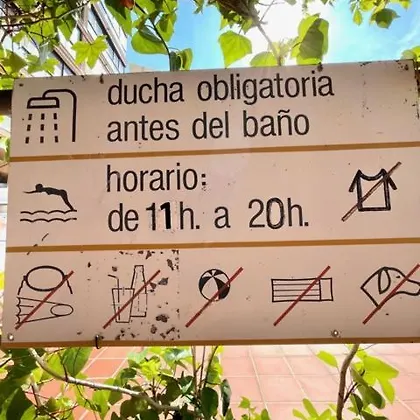 ducha obligatoria
antes del baño
horario:
de 11h. a 20h.